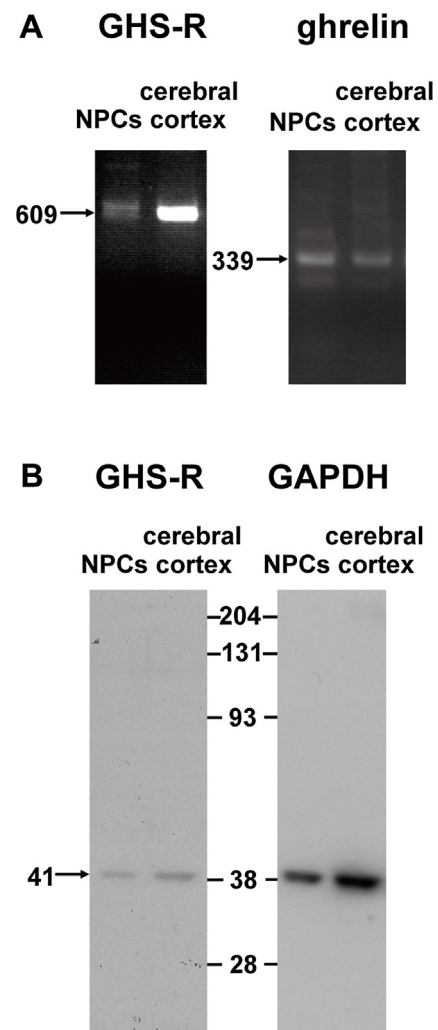 A GHS-R ghrelin
cerebral cerebral
NPCs cortex NPCs cortex
609
339
B GHS-R GAPDH
cerebral cerebral
NPCs cortex NPCs cortex
204
131
93
41 38
28